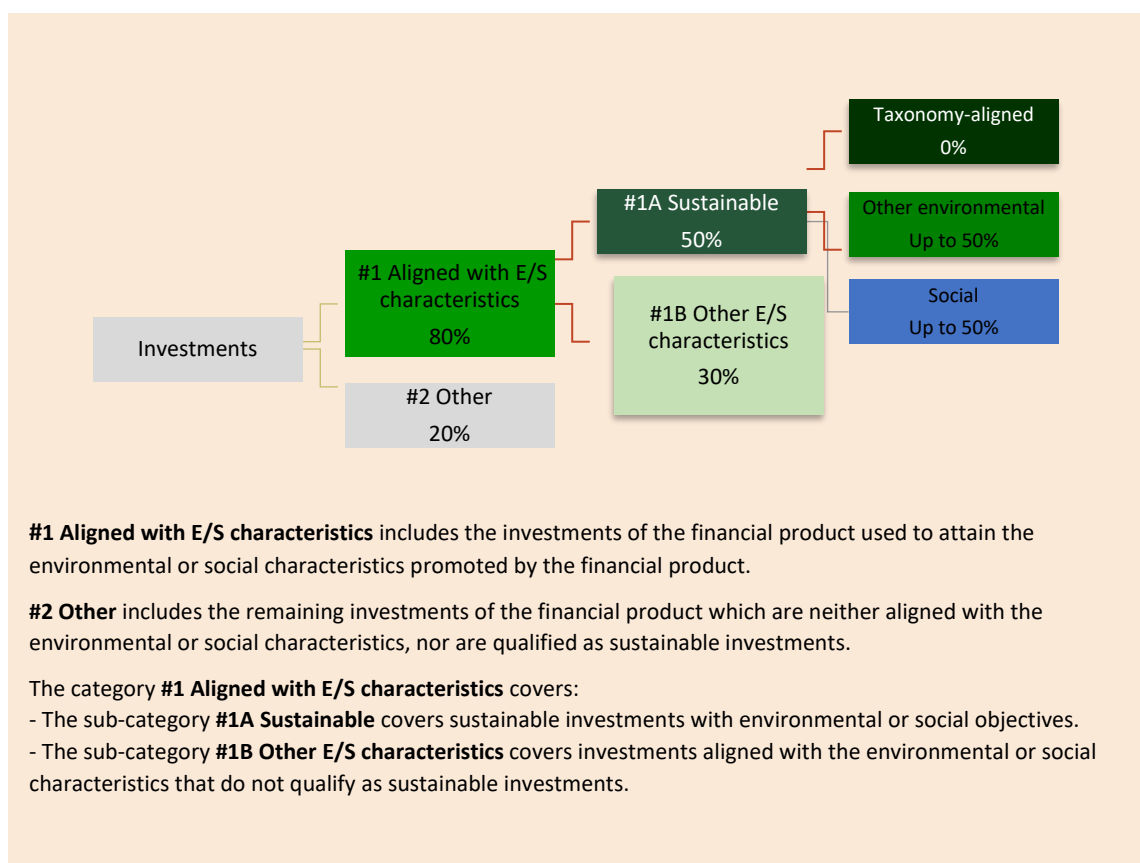 Taxonomy-aligned
0%
#1A Sustainable
50%
Other environmental
Up to 50%
#1 Aligned with E/S
characteristics
80%
Social
Up to 50%
#1B Other E/S
characteristics
30%
Investments
#2 Other
20%
#1 Aligned with E/S characteristics includes the investments of the financial product used to attain the
environmental or social characteristics promoted by the financial product.
#2 Other includes the remaining investments of the financial product which are neither aligned with the
environmental or social characteristics, nor are qualified as sustainable investments.
The category #1 Aligned with E/S characteristics covers:
- The sub-category #1A Sustainable covers sustainable investments with environmental or social objectives.
- The sub-category #1B Other E/S characteristics covers investments aligned with the environmental or social
characteristics that do not qualify as sustainable investments.